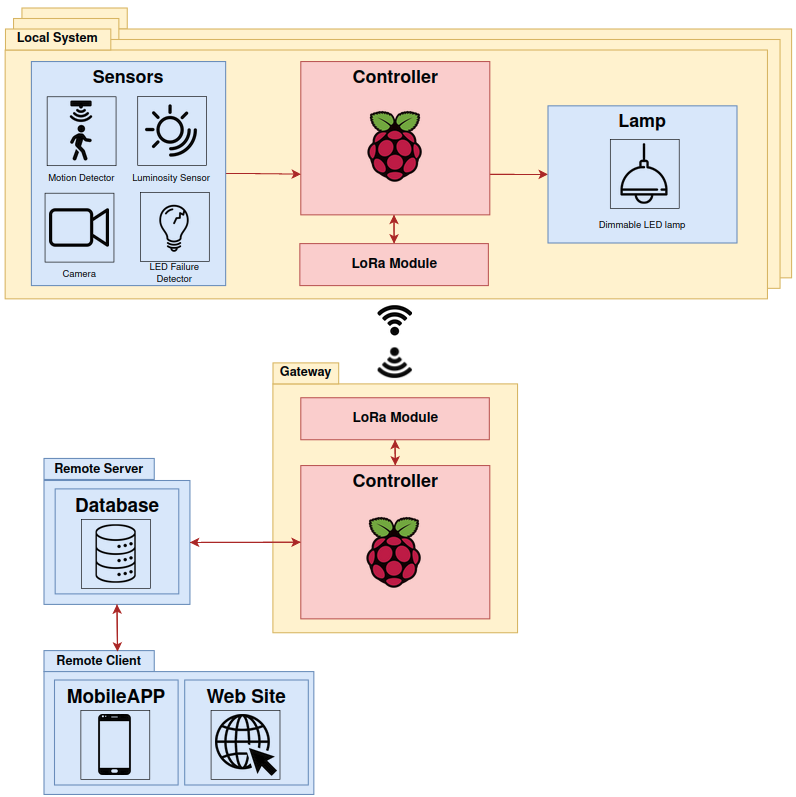 Local System
Sensors
Motion Detector
Luminosity Sensor
Camera
LED Failure
Detector
Controller
LoRa Module
Lamp
Dimmable LED lamp
Gateway
LoRa Module
Controller
Remote Server
Database
Remote Client
MobileAPP
Web Site